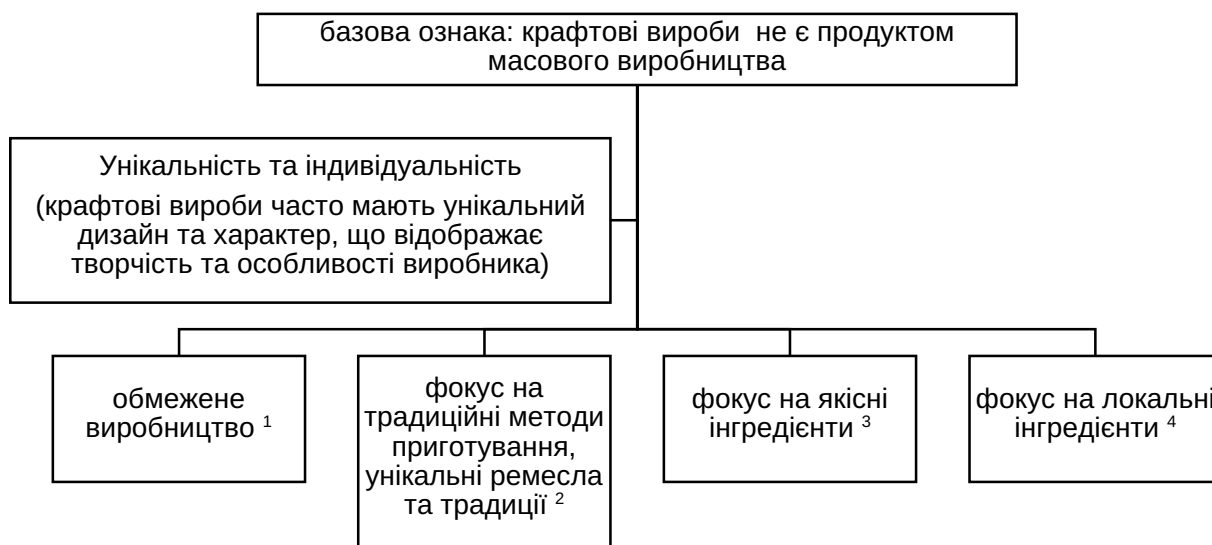 базова ознака: крафтові вироби не є продуктом
масового виробництва
Унікальність та індивідуальність
(крафтові вироби часто мають унікальний
дизайн та характер, що відображає
творчість та особливості виробника)
обмежене
виробництво ¹
фокус на
традиційні методи
приготування,
унікальні ремесла
та традиції ²
фокус на якісні
інгредієнти ³
фокус на локальні
інгредієнти ⁴